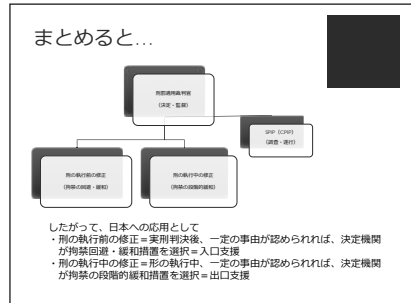 まとめると…
刑罰適用裁判官
(決定・監督)
SPIP (CPIP)
(調査・遂行)
刑の執行前の修正
(拘禁の回避・緩和)
刑の執行中の修正
(拘禁の段階的緩和)
したがって、日本への応用として
・刑の執行前の修正=実刑判決後、一定の事由が認められれば、決定機関
が拘禁回避・緩和措置を選択=入口支援
・刑の執行中の修正=形の執行中、一定の事由が認められれば、決定機関
が拘禁の段階的緩和措置を選択=出口支援